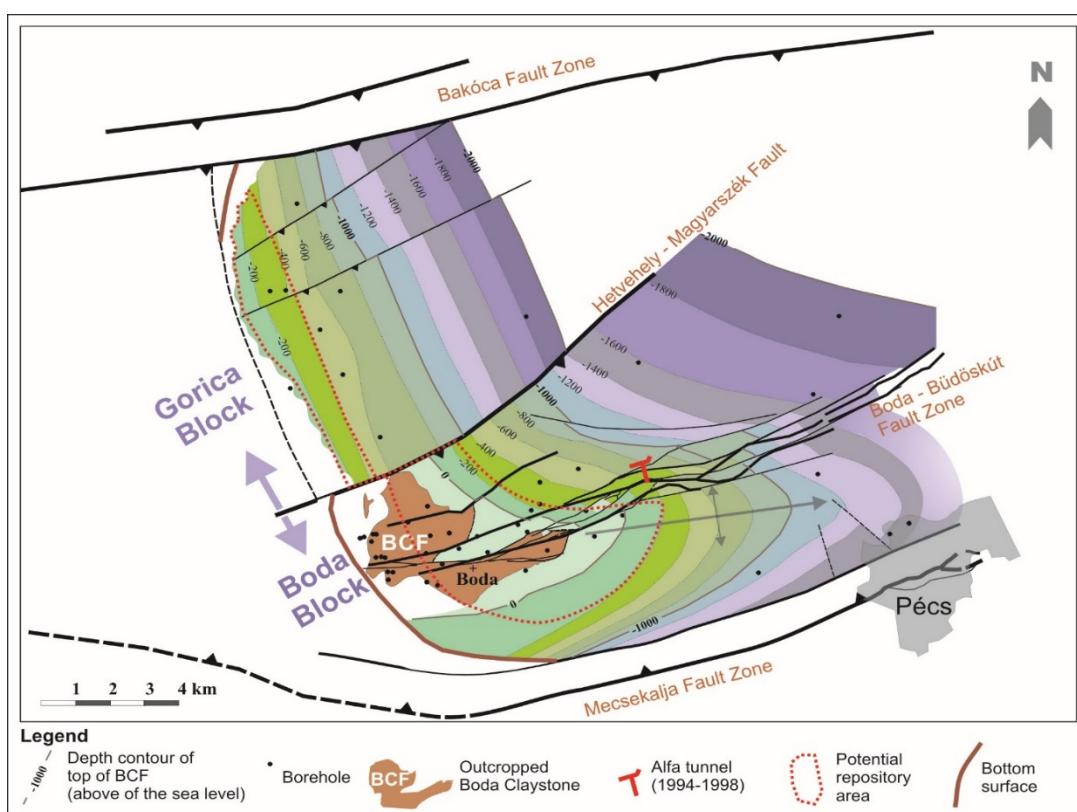 Bakóca Fault Zone
N
-2000
-1800
-1600
-1400
-1200
-1000
-800
-600
-400
-200
-200
Hetvehely - Magyarszék Fault
-2000
-1800
-1600
-1400
-1200
-1000
-800
-600
-400
-200
0
Boda - Büdöskút
Fault Zone
Gorica
Block
Boda
Block
BCF
Boda
0
-1000
Pécs
Mecsekalja Fault Zone
1 2 3 4 km
Legend
-1000
Depth contour of
top of BCF
(above of the sea level)
Borehole
BCF
Outcropped
Boda Claystone
Alfa tunnel
(1994-1998)
Potential
repository
area
Bottom
surface